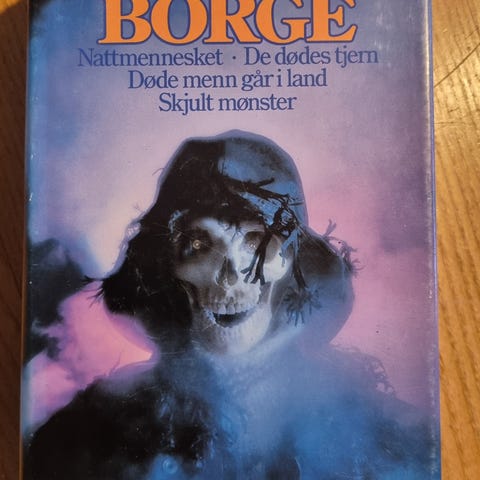 BORGE
Nattmennesket · De dødes tjern
Døde menn går i land
Skjult mønster